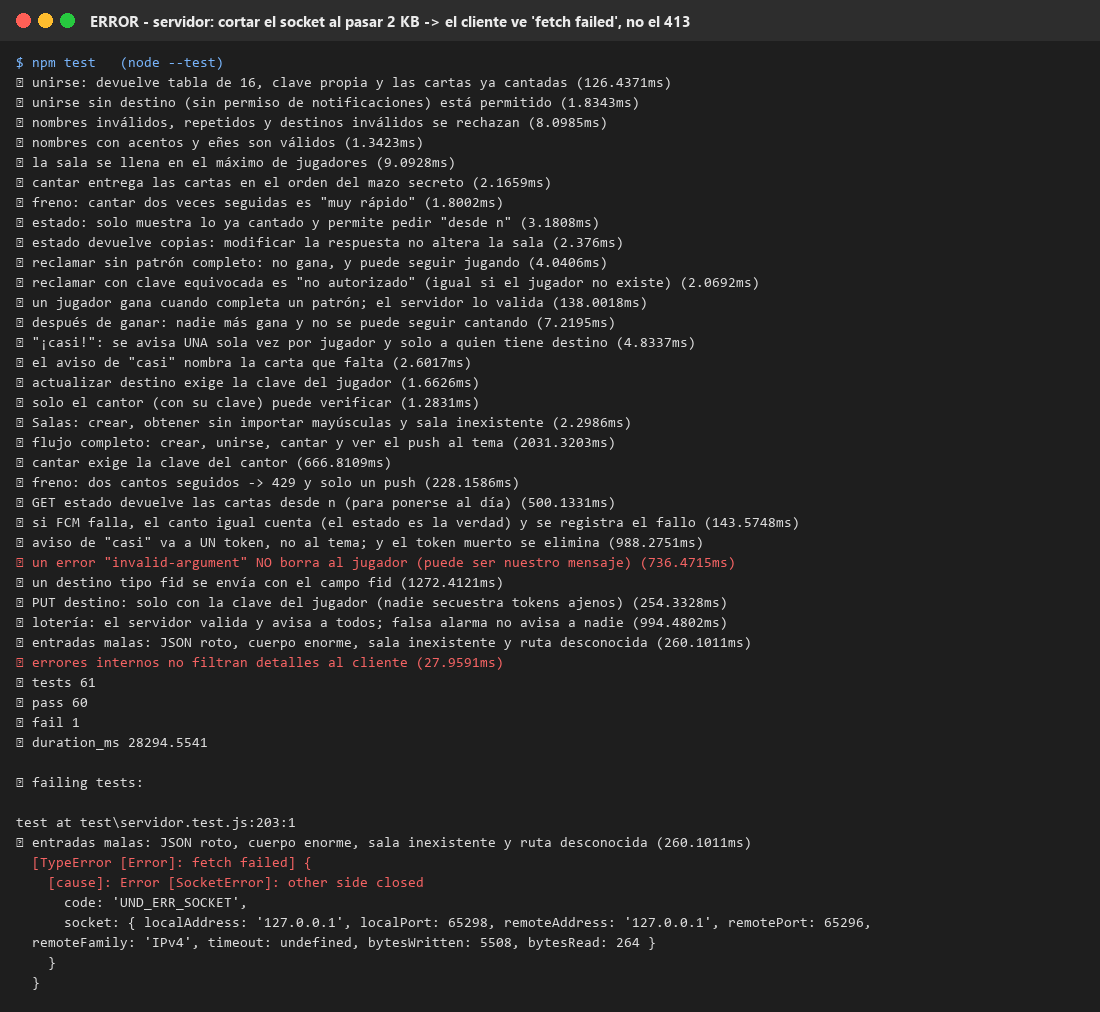 ERROR - servidor: cortar el socket al pasar 2 KB -> el cliente ve 'fetch failed', no el 413
$ npm test   (node --test)
unirse: devuelve tabla de 16, clave propia y las cartas ya cantadas (126.4371ms)
unirse sin destino (sin permiso de notificaciones) está permitido (1.8343ms)
nombres inválidos, repetidos y destinos inválidos se rechazan (8.0985ms)
nombres con acentos y eñes son válidos (1.3423ms)
la sala se llena en el máximo de jugadores (9.0928ms)
cantar entrega las cartas en el orden del mazo secreto (2.1659ms)
freno: cantar dos veces seguidas es "muy rápido" (1.8002ms)
estado: solo muestra lo ya cantado y permite pedir "desde n" (3.1808ms)
estado devuelve copias: modificar la respuesta no altera la sala (2.376ms)
reclamar sin patrón completo: no gana, y puede seguir jugando (4.0406ms)
reclamar con clave equivocada es "no autorizado" (igual si el jugador no existe) (2.0692ms)
un jugador gana cuando completa un patrón; el servidor lo valida (138.0018ms)
después de ganar: nadie más gana y no se puede seguir cantando (7.2195ms)
"¡casi!": se avisa UNA sola vez por jugador y solo a quien tiene destino (4.8337ms)
el aviso de "casi" nombra la carta que falta (2.6017ms)
actualizar destino exige la clave del jugador (1.6626ms)
solo el cantor (con su clave) puede verificar (1.2831ms)
Salas: crear, obtener sin importar mayúsculas y sala inexistente (2.2986ms)
flujo completo: crear, unirse, cantar y ver el push al tema (2031.3203ms)
cantar exige la clave del cantor (666.8109ms)
freno: dos cantos seguidos -> 429 y solo un push (228.1586ms)
GET estado devuelve las cartas desde n (para ponerse al día) (500.1331ms)
si FCM falla, el canto igual cuenta (el estado es la verdad) y se registra el fallo (143.5748ms)
aviso de "casi" va a UN token, no al tema; y el token muerto se elimina (988.2751ms)
un error "invalid-argument" NO borra al jugador (puede ser nuestro mensaje) (736.4715ms)
un destino tipo fid se envía con el campo fid (1272.4121ms)
PUT destino: solo con la clave del jugador (nadie secuestra tokens ajenos) (254.3328ms)
lotería: el servidor valida y avisa a todos; falsa alarma no avisa a nadie (994.4802ms)
entradas malas: JSON roto, cuerpo enorme, sala inexistente y ruta desconocida (260.1011ms)
errores internos no filtran detalles al cliente (27.9591ms)
tests 61
pass 60
fail 1
duration_ms 28294.5541
failing tests:
test at test\servidor.test.js:203:1
entradas malas: JSON roto, cuerpo enorme, sala inexistente y ruta desconocida (260.1011ms)
[TypeError [Error]: fetch failed] {
[cause]: Error [SocketError]: other side closed
code: 'UND_ERR_SOCKET',
socket: { localAddress: '127.0.0.1', localPort: 65298, remoteAddress: '127.0.0.1', remotePort: 65296,
remoteFamily: 'IPv4', timeout: undefined, bytesWritten: 5508, bytesRead: 264 }
}
}